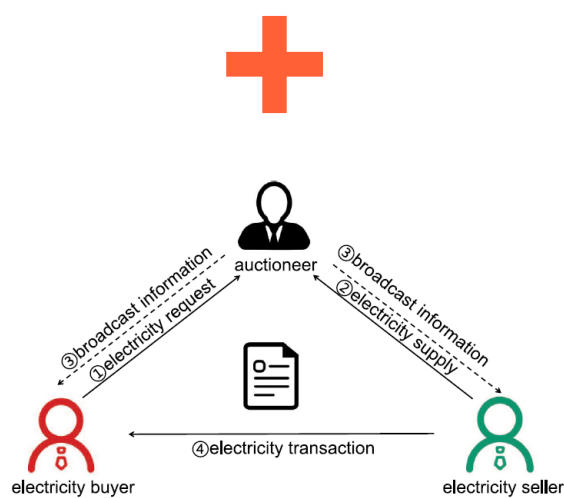 auctioneer
③broadcast information
①electricity request
③broadcast information
②electricity supply
④electricity transaction
electricity buyer
electricity seller